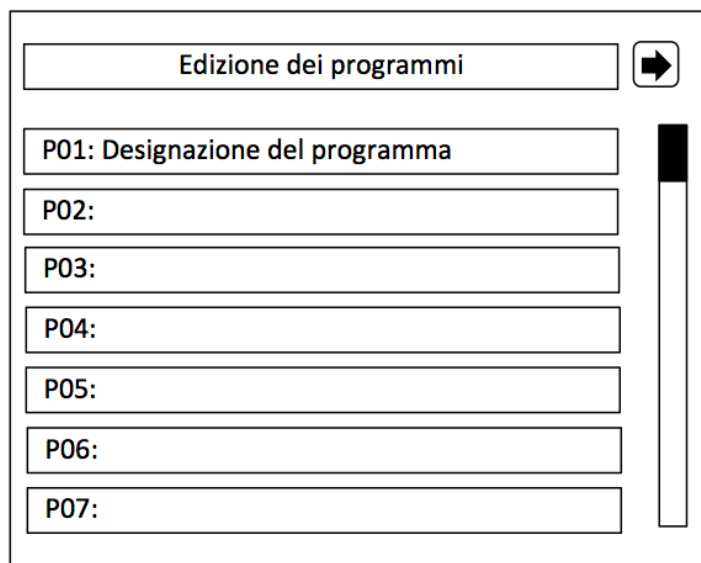 Edizione dei programmi
P01: Designazione del programma
P02:
P03:
P04:
P05:
P06:
P07: